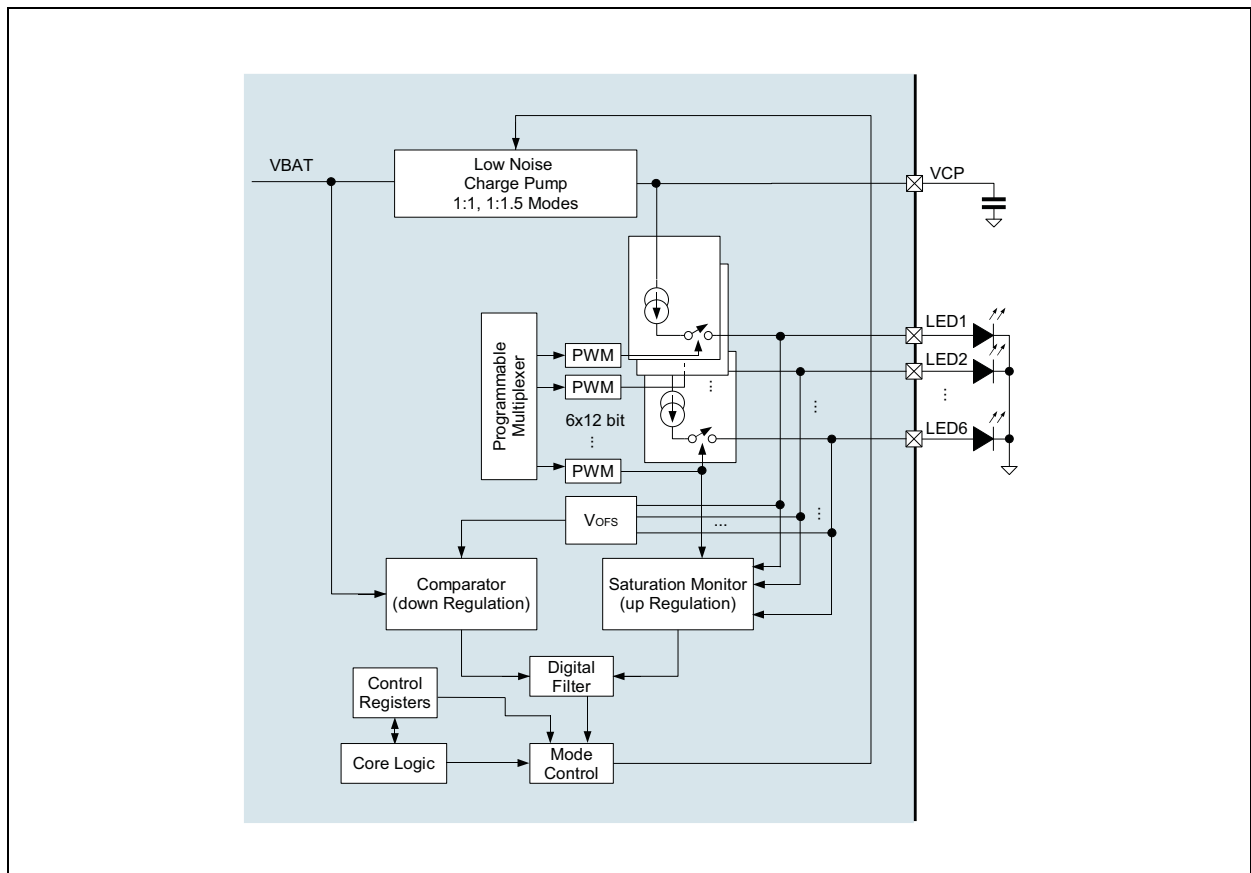 VBAT
Low Noise
Charge Pump
1:1, 1:1.5 Modes
VCP
LED1
LED2
⋮
LED6
Programmable
Multiplexer
PWM
PWM
6x12 bit
⋮
PWM
⋮
⋮
VOFS
...
⋮
Comparator
(down Regulation)
Saturation Monitor
(up Regulation)
Digital
Filter
Control
Registers
Core Logic
Mode
Control